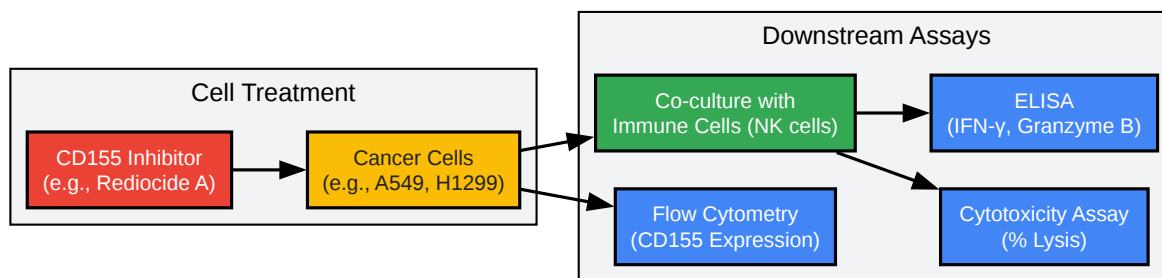 Cell Treatment
CD155 Inhibitor
(e.g., Rediocide A)
Cancer Cells
(e.g., A549, H1299)
Downstream Assays
Co-culture with
Immune Cells (NK cells)
ELISA
(IFN-γ, Granzyme B)
Flow Cytometry
(CD155 Expression)
Cytotoxicity Assay
(% Lysis)